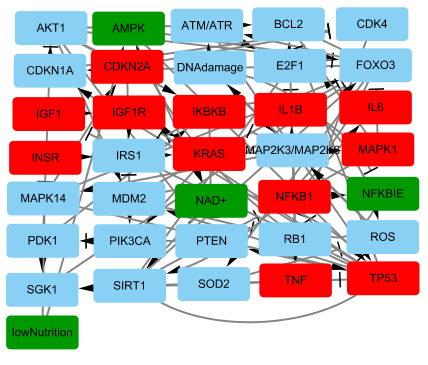 AKT1 AMPK ATM/ATR BCL2 CDK4
CDKN1A CDKN2A DNAdamage E2F1 FOXO3
IGF1 IGF1R IKBKB IL1B IL6
INSR IRS1 KRAS MAP2K3/MAP2K6 MAPK1
MAPK14 MDM2 NAD+ NFKB1 NFKBIE
PDK1 PIK3CA PTEN RB1 ROS
SGK1 SIRT1 SOD2 TNF TP53
lowNutrition